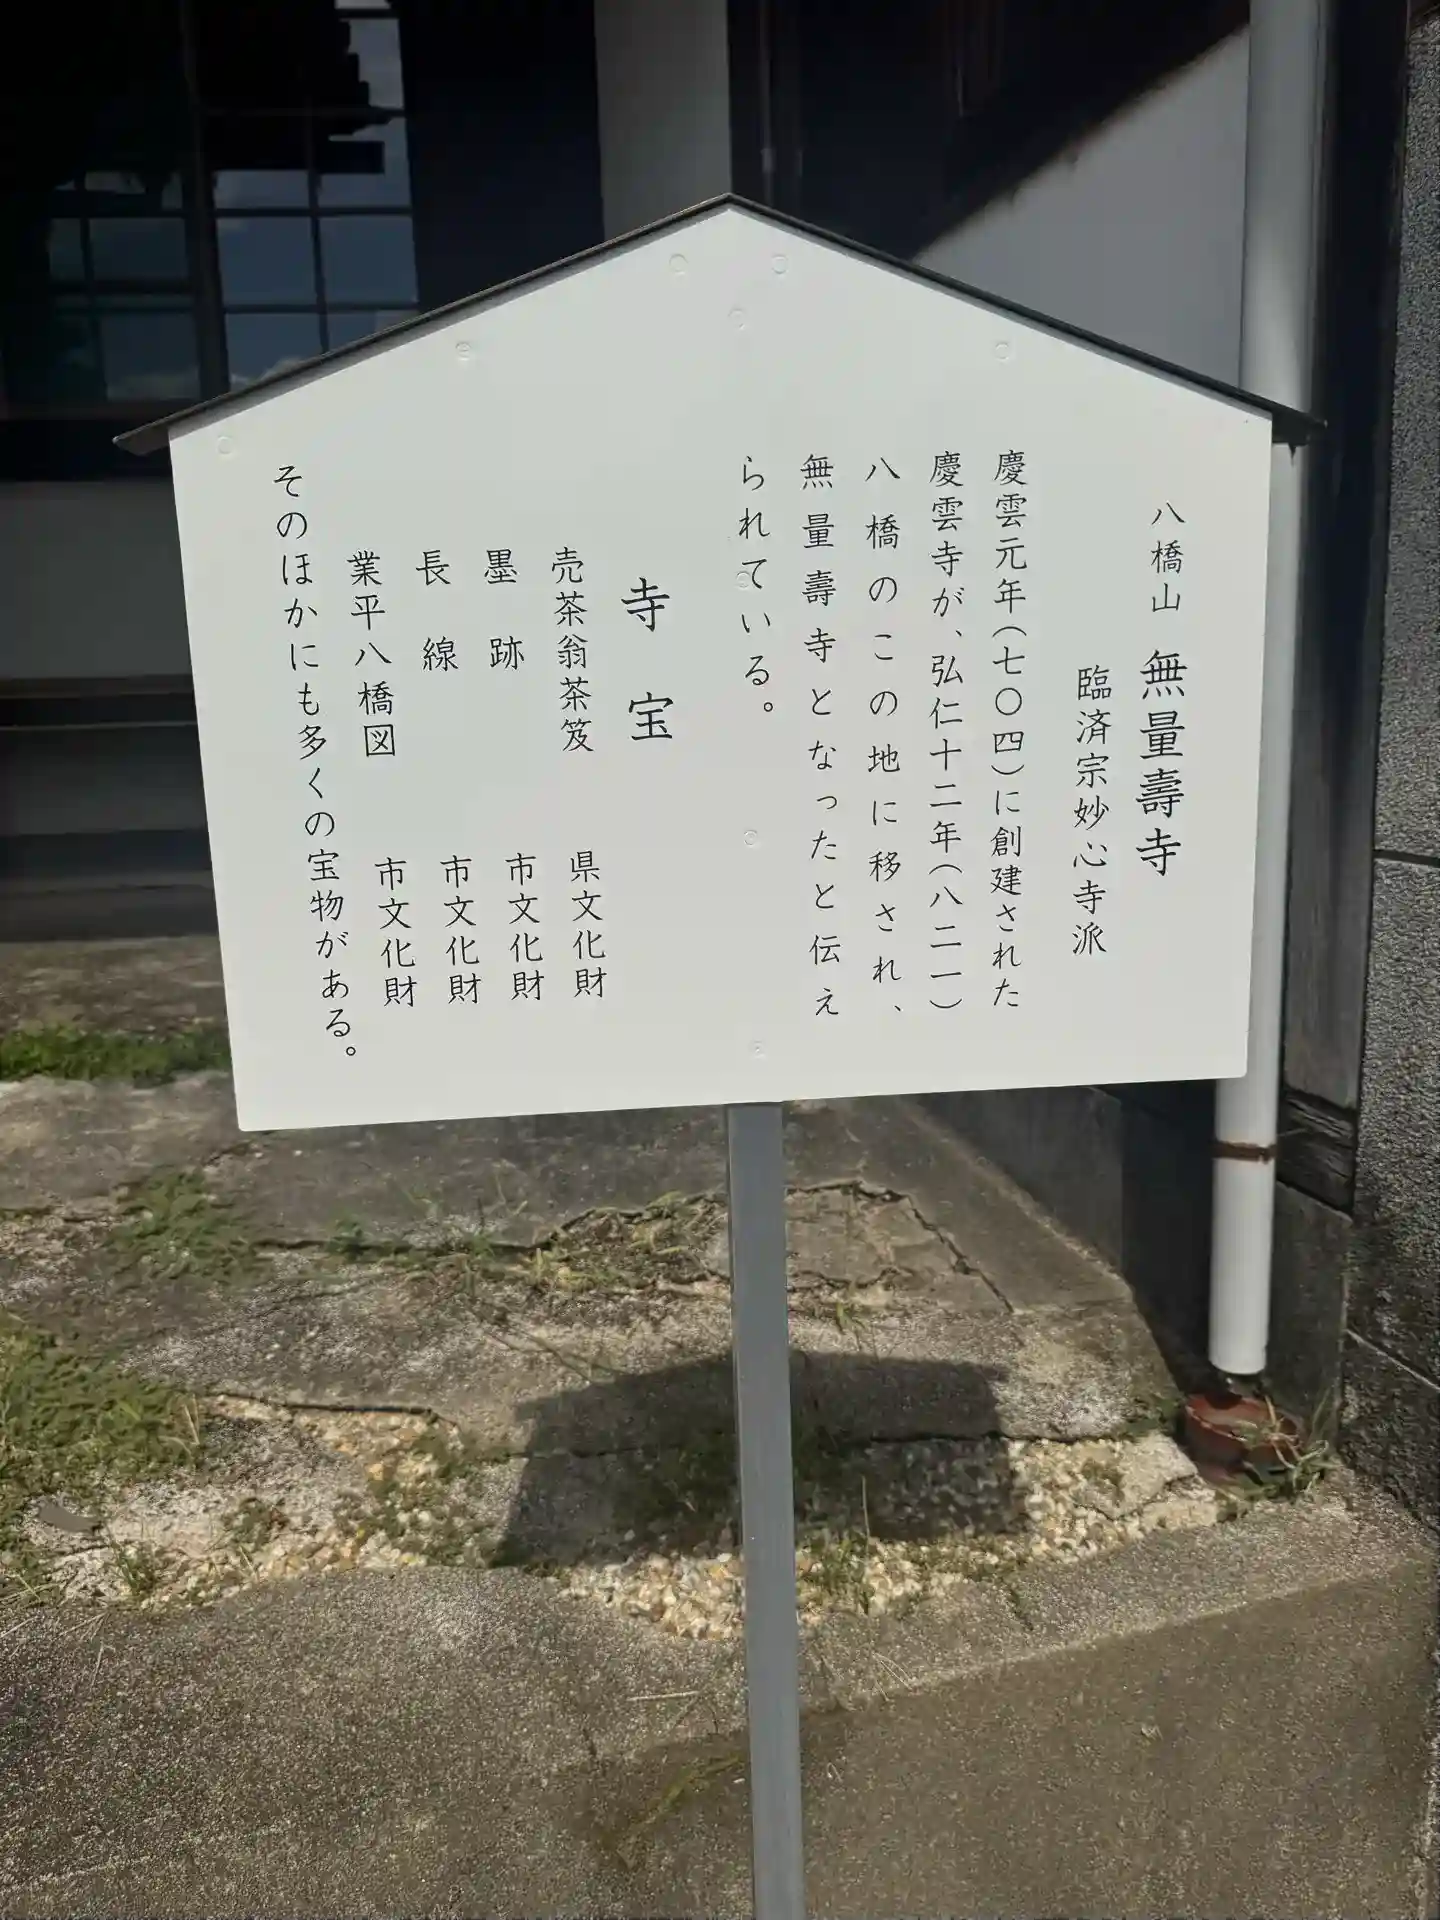 八橋山 無量壽寺
臨済宗妙心寺派
慶雲元年(七〇四)に創建された
慶雲寺が、弘仁十二年(八二一)
八橋のこの地に移され、
無量壽寺となったと伝え
られている。
寺宝
売茶翁茶笈 県文化財
墨跡 市文化財
長線 市文化財
業平八橋図 市文化財
そのほかにも多くの宝物がある。